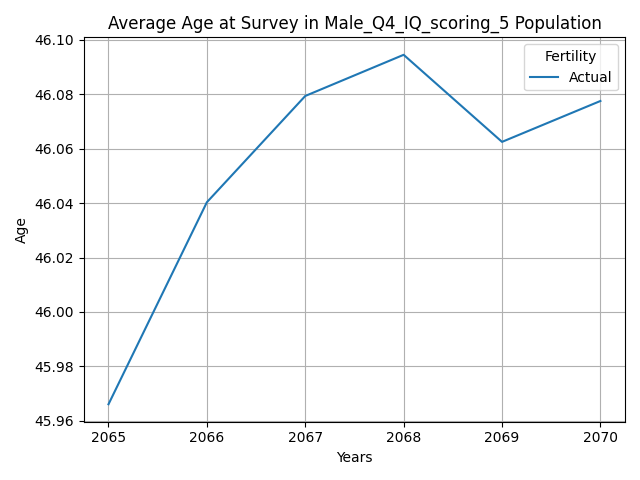 Average Age at Survey in Male_Q4_IQ_scoring_5 Population
Fertility
Actual
46.10
46.08
46.06
46.04
46.02
46.00
45.98
45.96
Age
2065 2066 2067 2068 2069 2070
Years